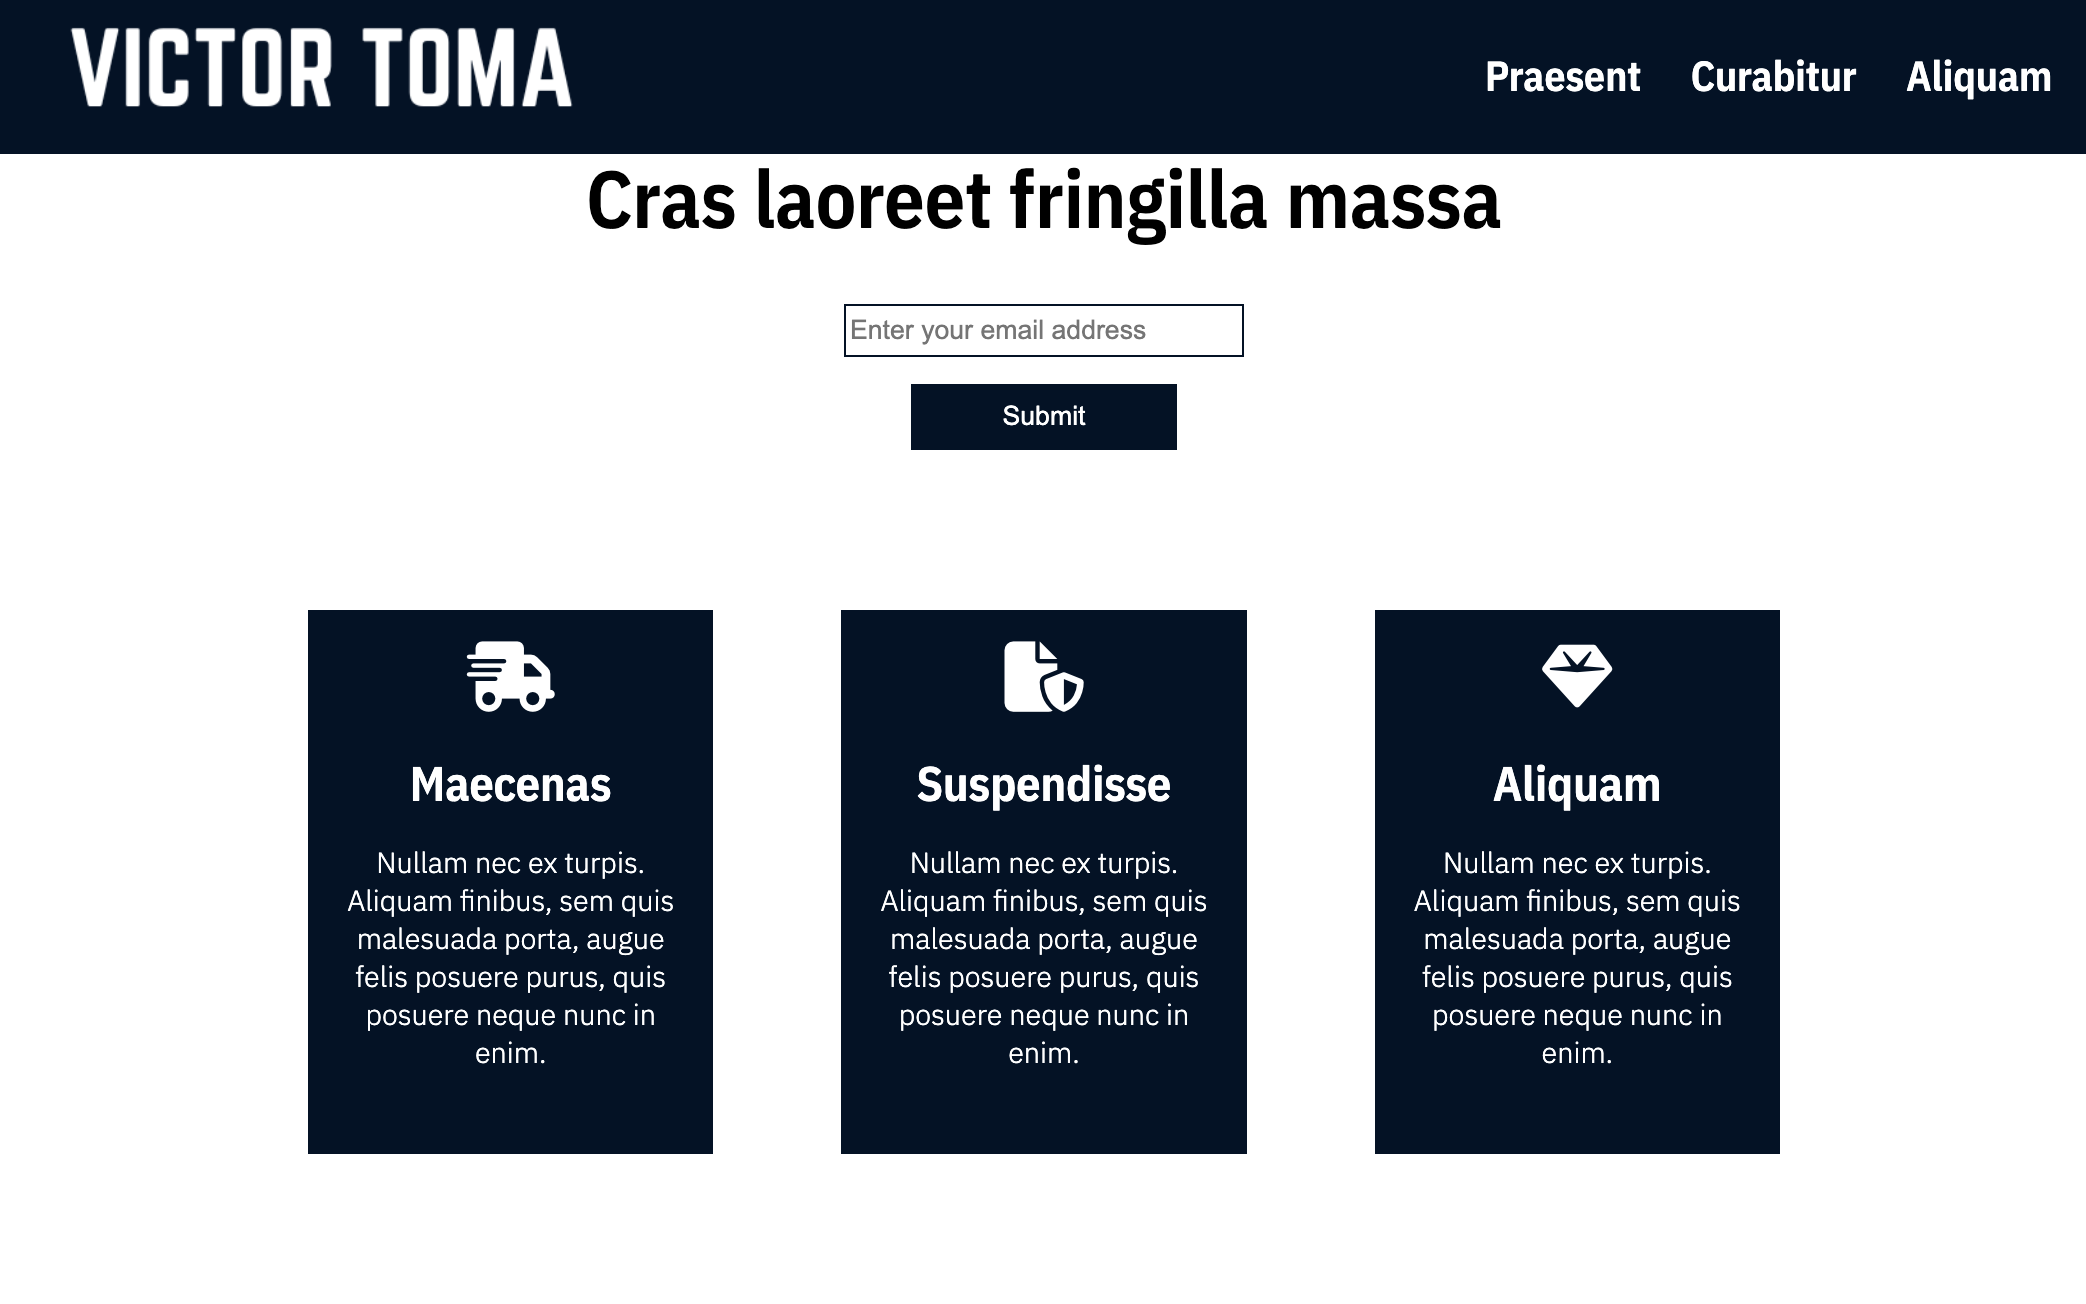 VICTOR TOMA
Praesent Curabitur Aliquam
Cras laoreet fringilla massa
Enter your email address
Submit
Maecenas
Nullam nec ex turpis.
Aliquam finibus, sem quis
malesuada porta, augue
felis posuere purus, quis
posuere neque nunc in
enim.
Suspendisse
Nullam nec ex turpis.
Aliquam finibus, sem quis
malesuada porta, augue
felis posuere purus, quis
posuere neque nunc in
enim.
Aliquam
Nullam nec ex turpis.
Aliquam finibus, sem quis
malesuada porta, augue
felis posuere purus, quis
posuere neque nunc in
enim.